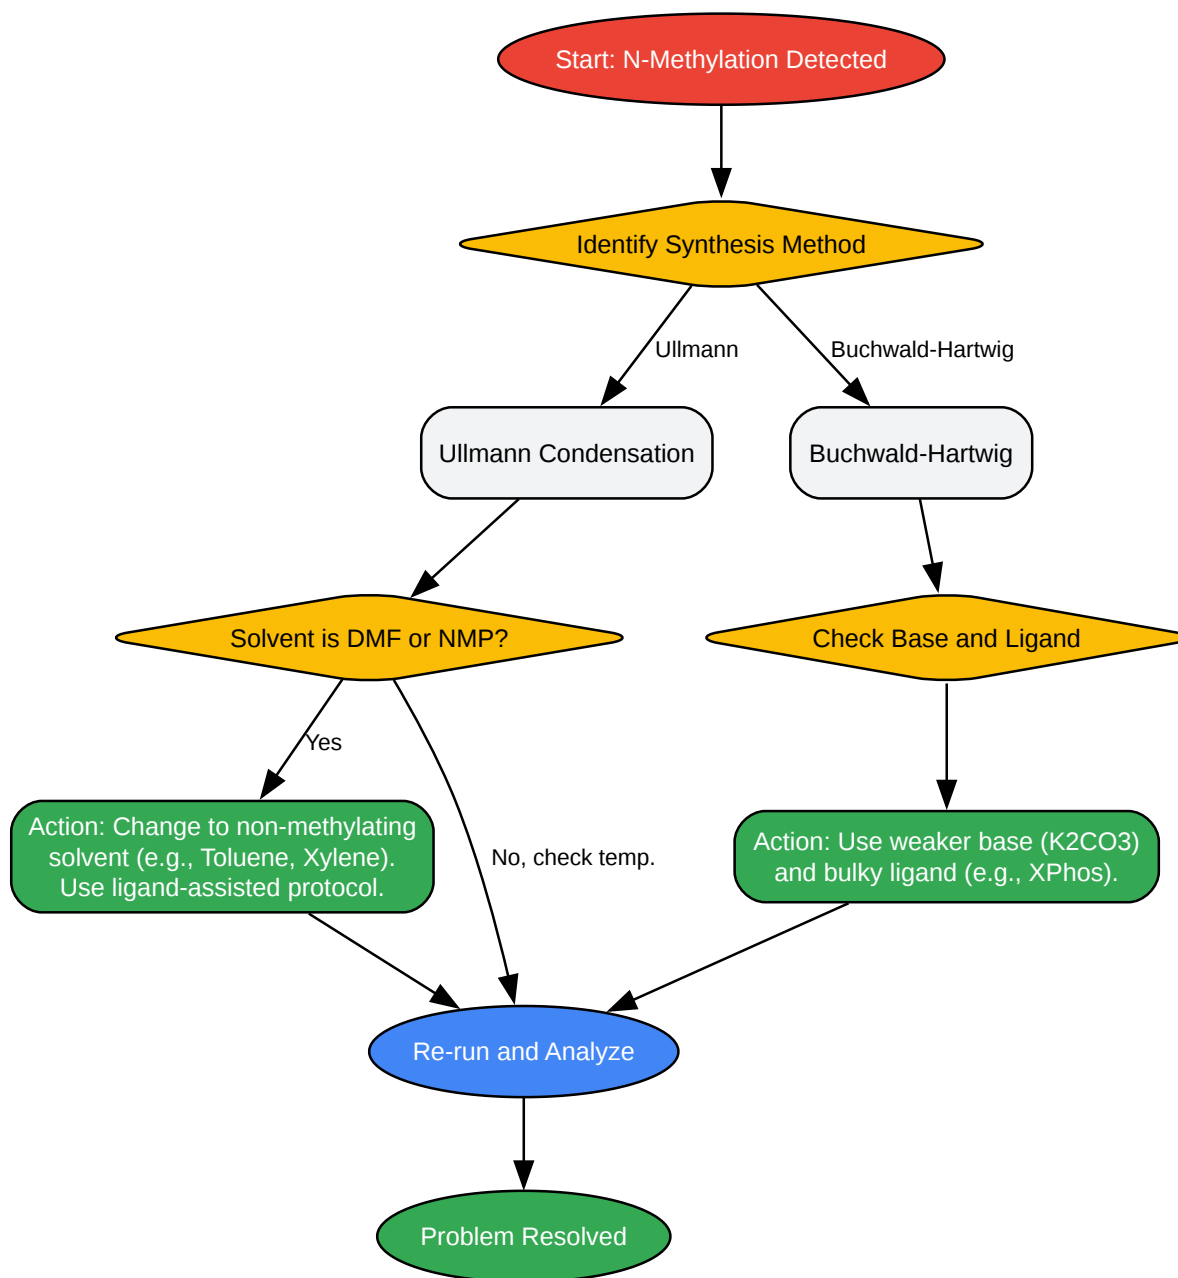 Start: N-Methylation Detected
Identify Synthesis Method
Ullmann
Buchwald-Hartwig
Ullmann Condensation
Buchwald-Hartwig
Solvent is DMF or NMP?
Check Base and Ligand
Yes
Action: Change to non-methylating
solvent (e.g., Toluene, Xylene).
Use ligand-assisted protocol.
No, check temp.
Action: Use weaker base (K2CO3)
and bulky ligand (e.g., XPhos).
Re-run and Analyze
Problem Resolved